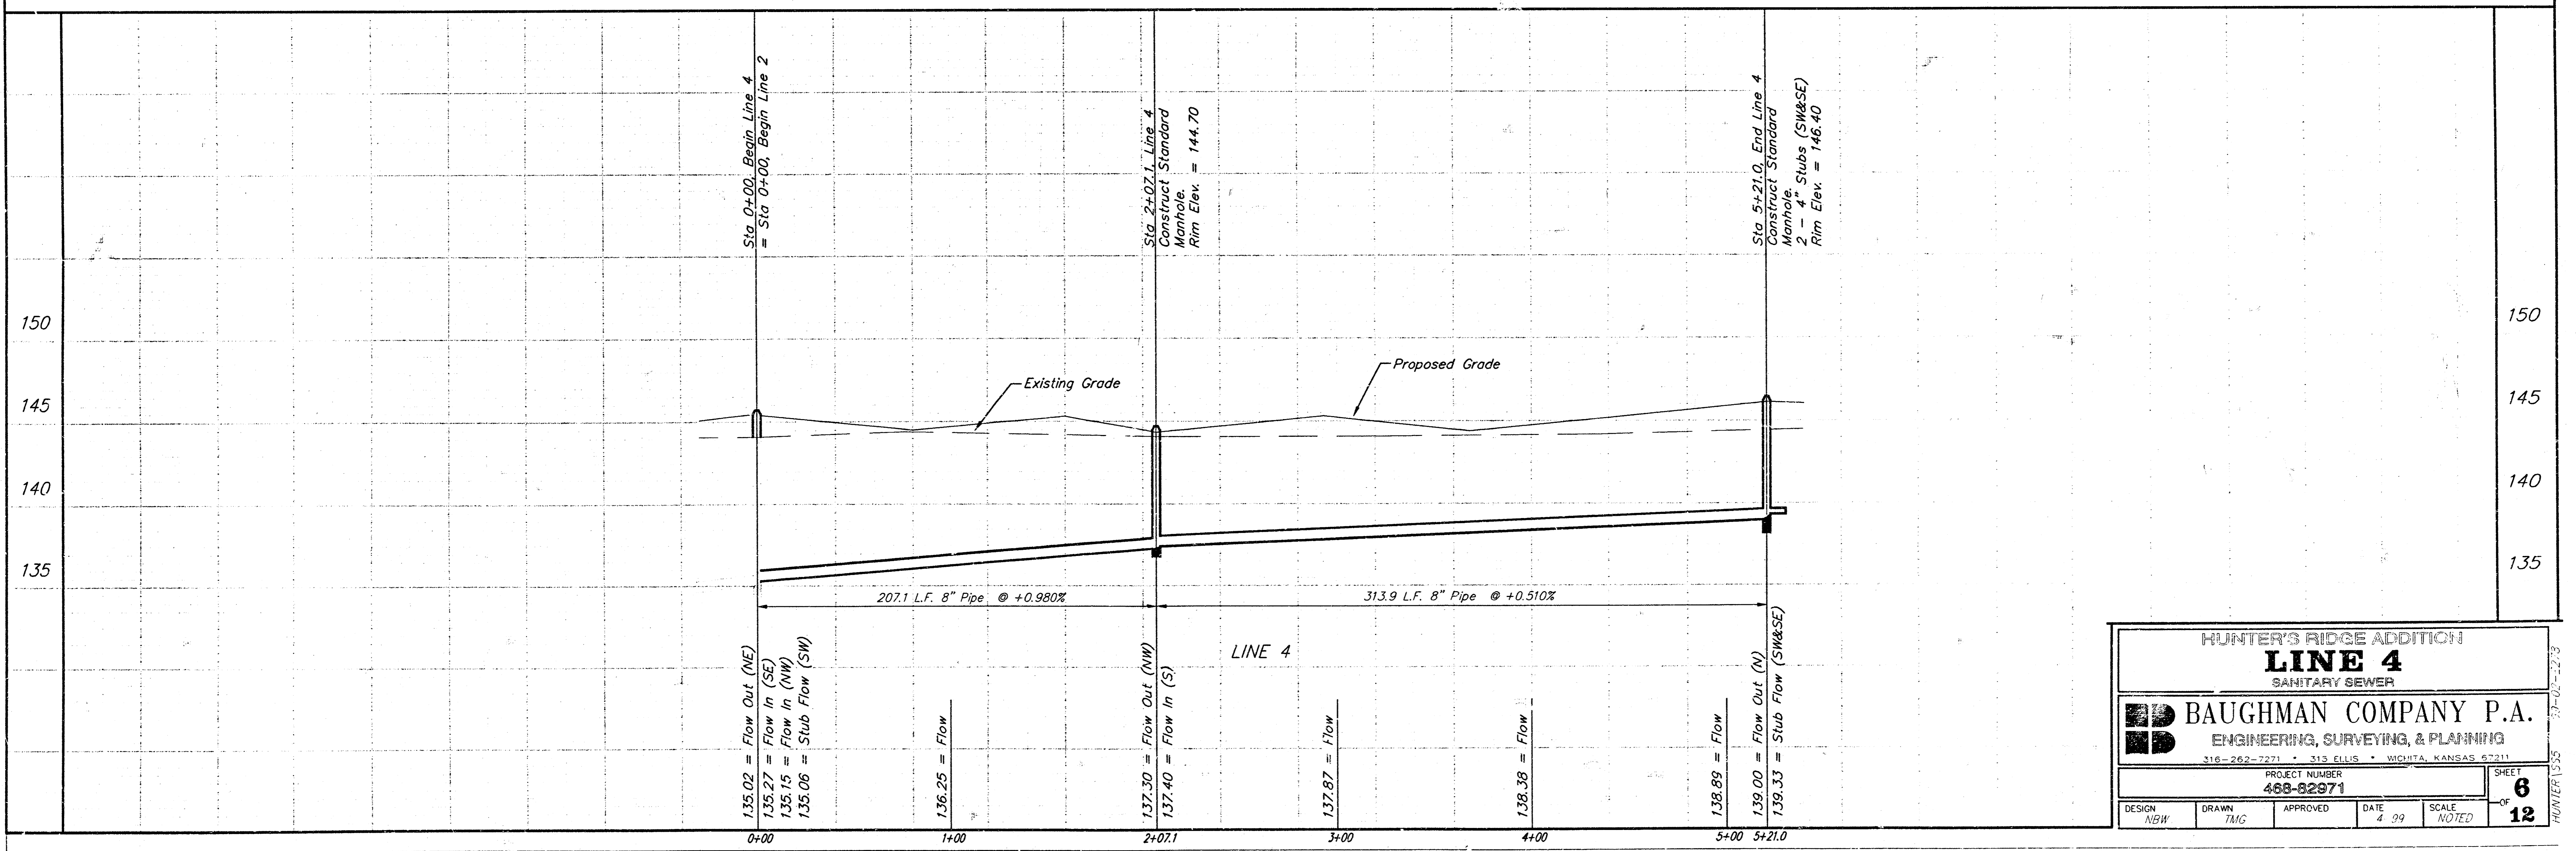 Sta 0+00, Begin Line 4
= Sta 0+00, Begin Line 2
Sta 2+07.1, Line 4
Construct Standard
Manhole.
Rim Elev. = 144.70
Sta 5+21.0, End Line 4
Construct Standard
Manhole.
2 - 4" Stubs (SW&SE)
Rim Elev. = 146.40
150
150
Existing Grade
Proposed Grade
145
145
140
140
135
135
207.1 L.F. 8" Pipe @ +0.980%
313.9 L.F. 8" Pipe @ +0.510%
LINE 4
135.02 = Flow Out (NE)
135.27 = Flow In (SE)
135.15 = Flow In (NW)
135.06 = Stub Flow (SW)
136.25 = Flow
137.30 = Flow Out (NW)
137.40 = Flow In (S)
137.87 = Flow
138.38 = Flow
138.89 = Flow
139.00 = Flow Out (N)
139.33 = Stub Flow (SW&SE)
0+00
1+00
2+07.1
3+00
4+00
5+00
5+21.0
HUNTER'S RIDGE ADDITION
LINE 4
SANITARY SEWER
BAUGHMAN COMPANY P.A.
ENGINEERING, SURVEYING, & PLANNING
316-262-7271 * 313 ELLIS * WICHITA, KANSAS 67211
PROJECT NUMBER
468-82971
SHEET
6
OF
12
DESIGN
NBW
DRAWN
TMG
APPROVED
DATE
4 99
SCALE
NOTED